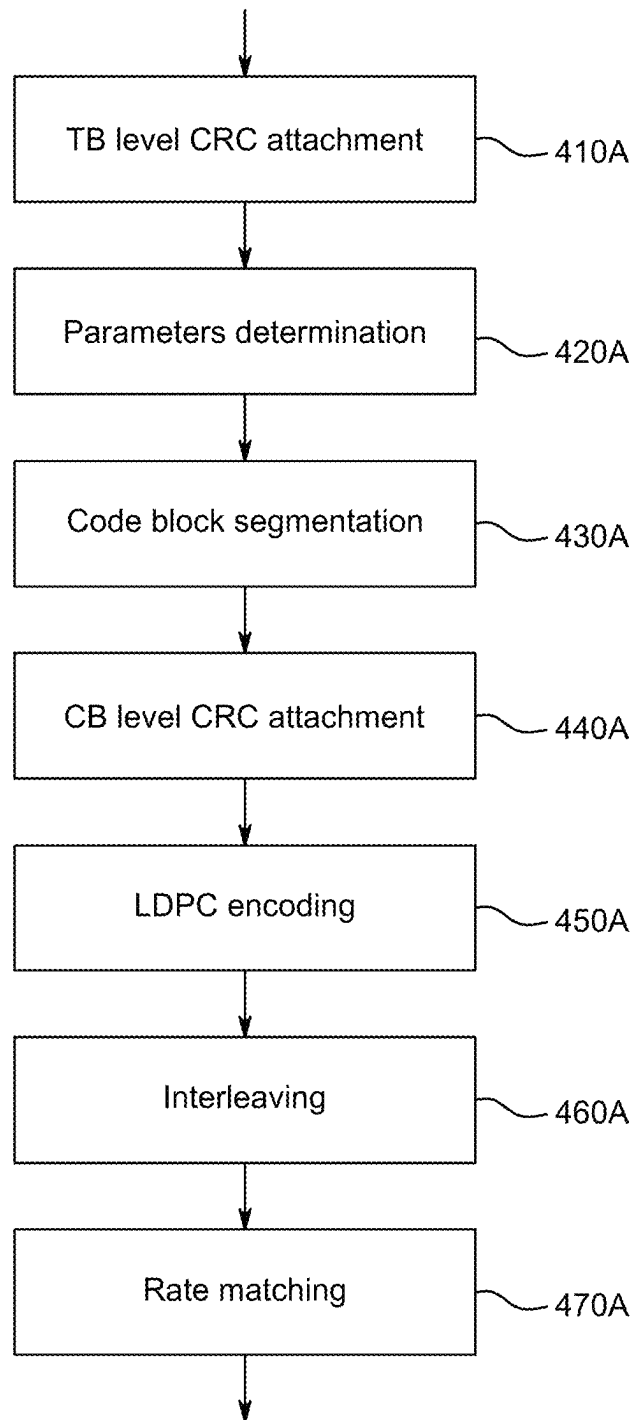 TB level CRC attachment
410A
Parameters determination
420A
Code block segmentation
430A
CB level CRC attachment
440A
LDPC encoding
450A
Interleaving
460A
Rate matching
470A